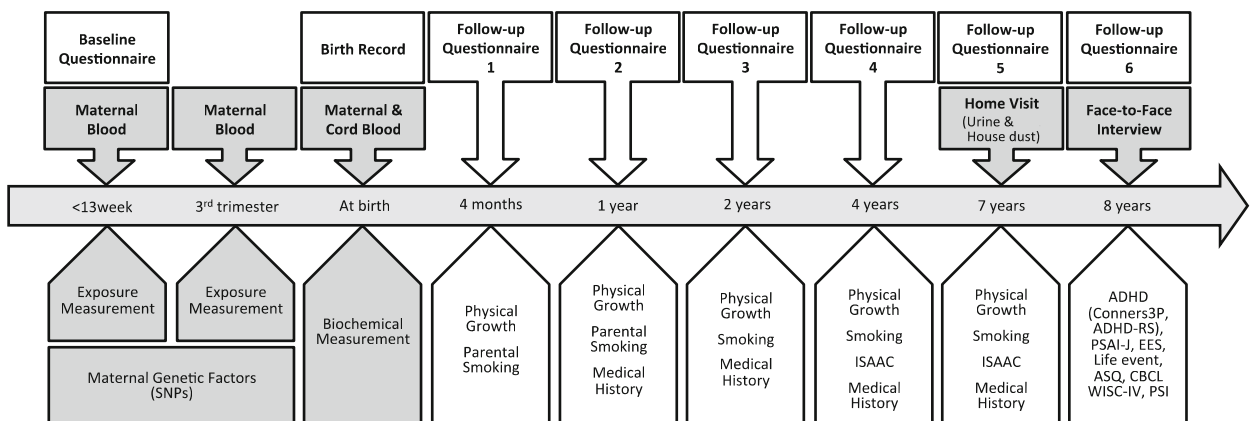 Baseline
Questionnaire
Birth Record
Follow-up
Questionnaire
1
Follow-up
Questionnaire
2
Follow-up
Questionnaire
3
Follow-up
Questionnaire
4
Follow-up
Questionnaire
5
Follow-up
Questionnaire
6
Maternal
Blood
Maternal
Blood
Maternal &
Cord Blood
Home Visit
(Urine &
House dust)
Face-to-Face
Interview
<13week
3rd trimester
At birth
4 months
1 year
2 years
4 years
7 years
8 years
Exposure
Measurement
Exposure
Measurement
Maternal Genetic Factors
(SNPs)
Biochemical
Measurement
Physical
Growth
Parental
Smoking
Physical
Growth
Parental
Smoking
Medical
History
Physical
Growth
Smoking
Medical
History
Physical
Growth
Smoking
ISAAC
Medical
History
Physical
Growth
Smoking
ISAAC
Medical
History
ADHD
(Conners3P,
ADHD-RS),
PSAI-J, EES,
Life event,
ASQ, CBCL
WISC-IV, PSI